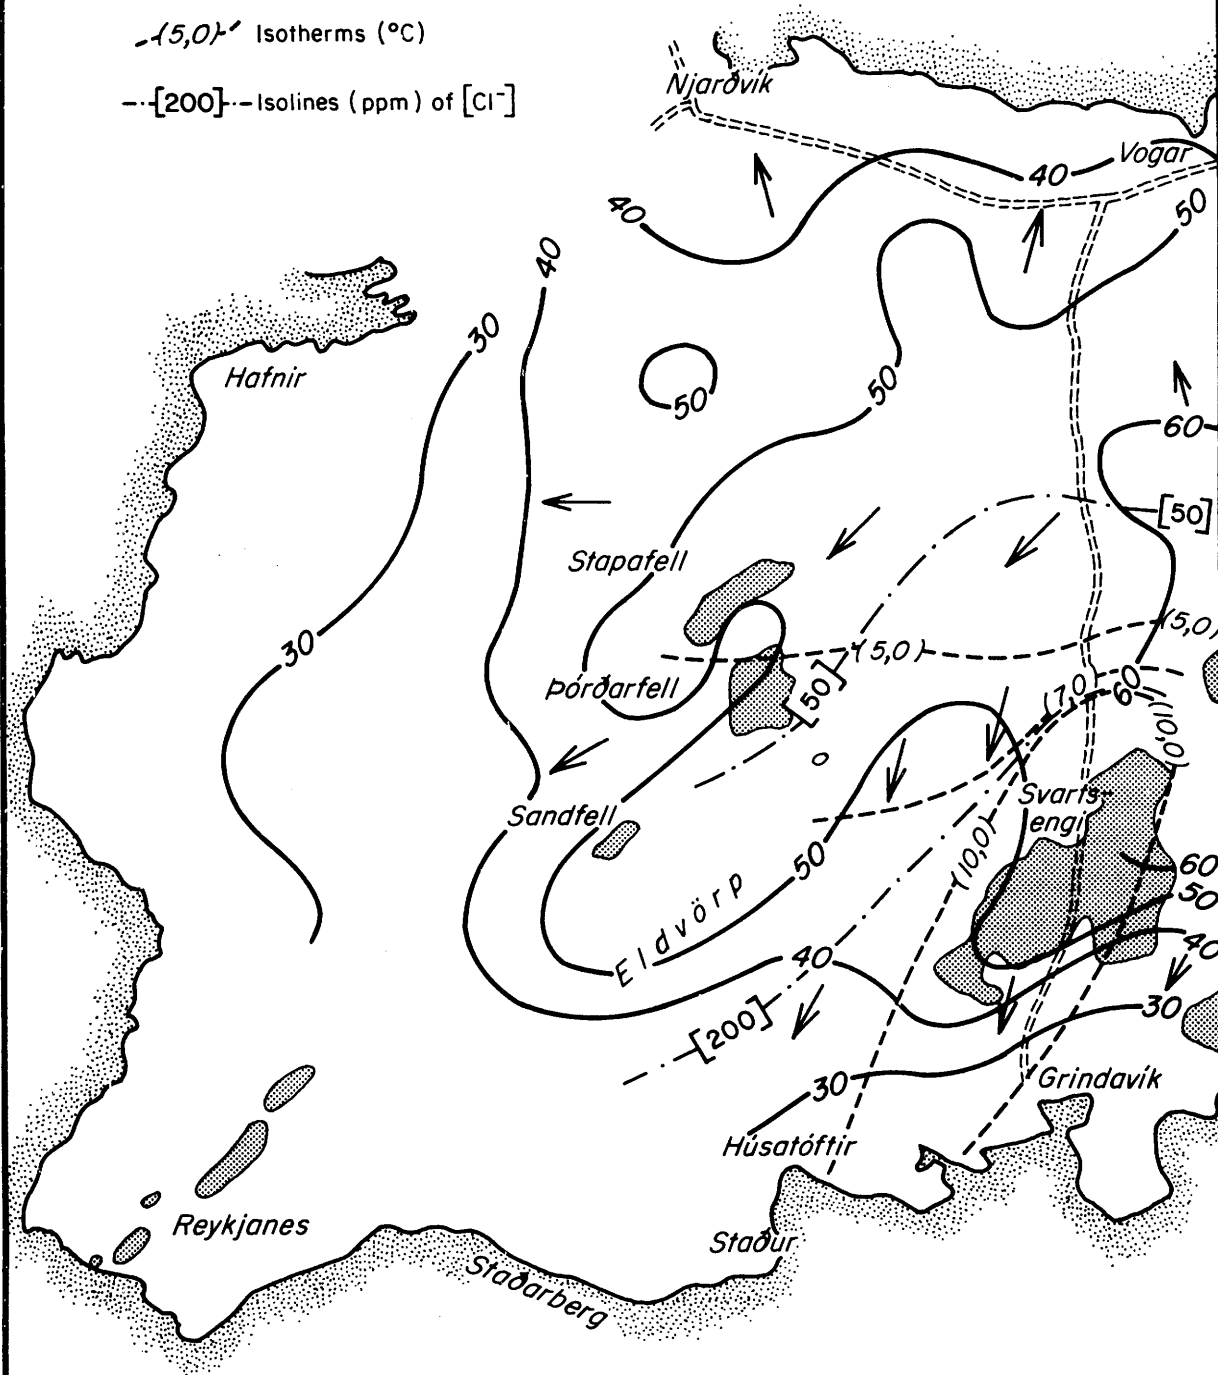 (5,0) Isotherms (°C)
[200] Isolines (ppm) of [Cl⁻]
Njarðvík
Vogar
40
40
50
40
30
Hafnir
50
50
60
[50]
Stapafell
(5,0)
30
(5,0)
Þórðarfell
[50]
(7,0)
60
(10,0)
Sandfell
Svarts-
engi
(10,0)
50
60
Eldvörp
50
40
40
30
[200]
30
Grindavík
Húsatóftir
Reykjanes
Staður
Staðarberg